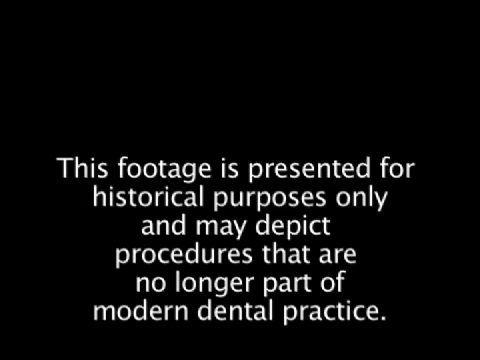 This footage is presented for
historical purposes only
and may depict
procedures that are
no longer part of
modern dental practice.